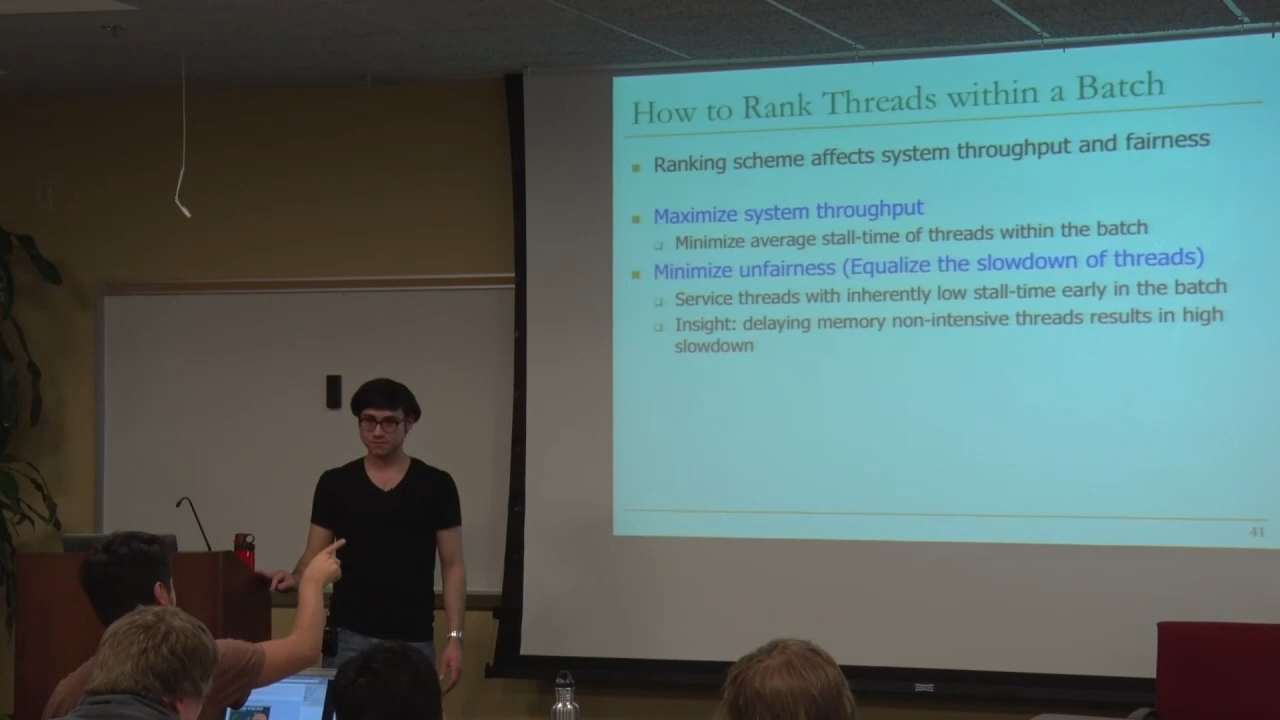 How to Rank Threads within a Batch
Ranking scheme affects system throughput and fairness
Maximize system throughput
Minimize average stall-time of threads within the batch
Minimize unfairness (Equalize the slowdown of threads)
Service threads with inherently low stall-time early in the batch
Insight: delaying memory non-intensive threads results in high
slowdown
41